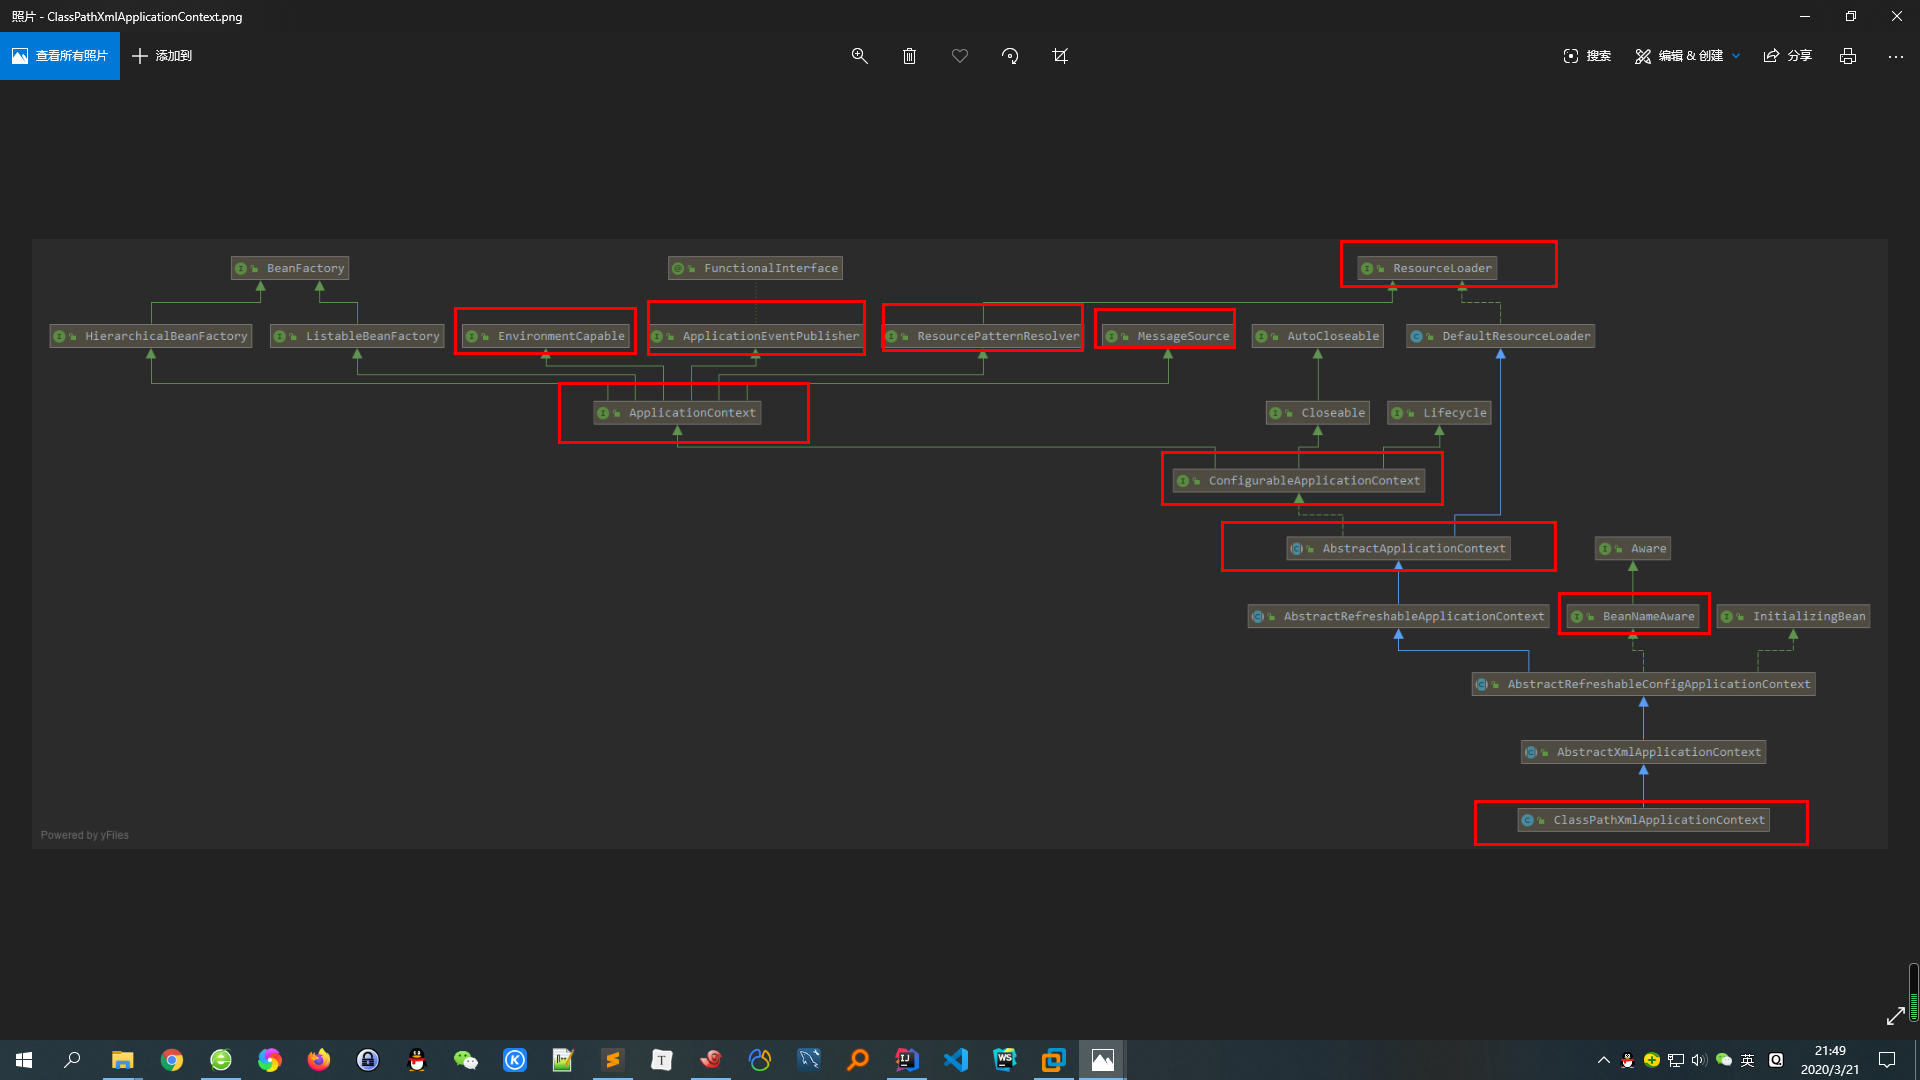 照片 - ClassPathXmlApplicationContext.png
查看所有照片
添加到
搜索
编辑 & 创建
分享
BeanFactory
FunctionalInterface
ResourceLoader
HierarchicalBeanFactory
ListableBeanFactory
EnvironmentCapable
ApplicationEventPublisher
ResourcePatternResolver
MessageSource
AutoCloseable
DefaultResourceLoader
ApplicationContext
Closeable
Lifecycle
ConfigurableApplicationContext
AbstractApplicationContext
Aware
AbstractRefreshableApplicationContext
BeanNameAware
InitializingBean
AbstractRefreshableConfigApplicationContext
AbstractXmlApplicationContext
ClassPathXmlApplicationContext
Powered by yFiles
英
21:49
2020/3/21